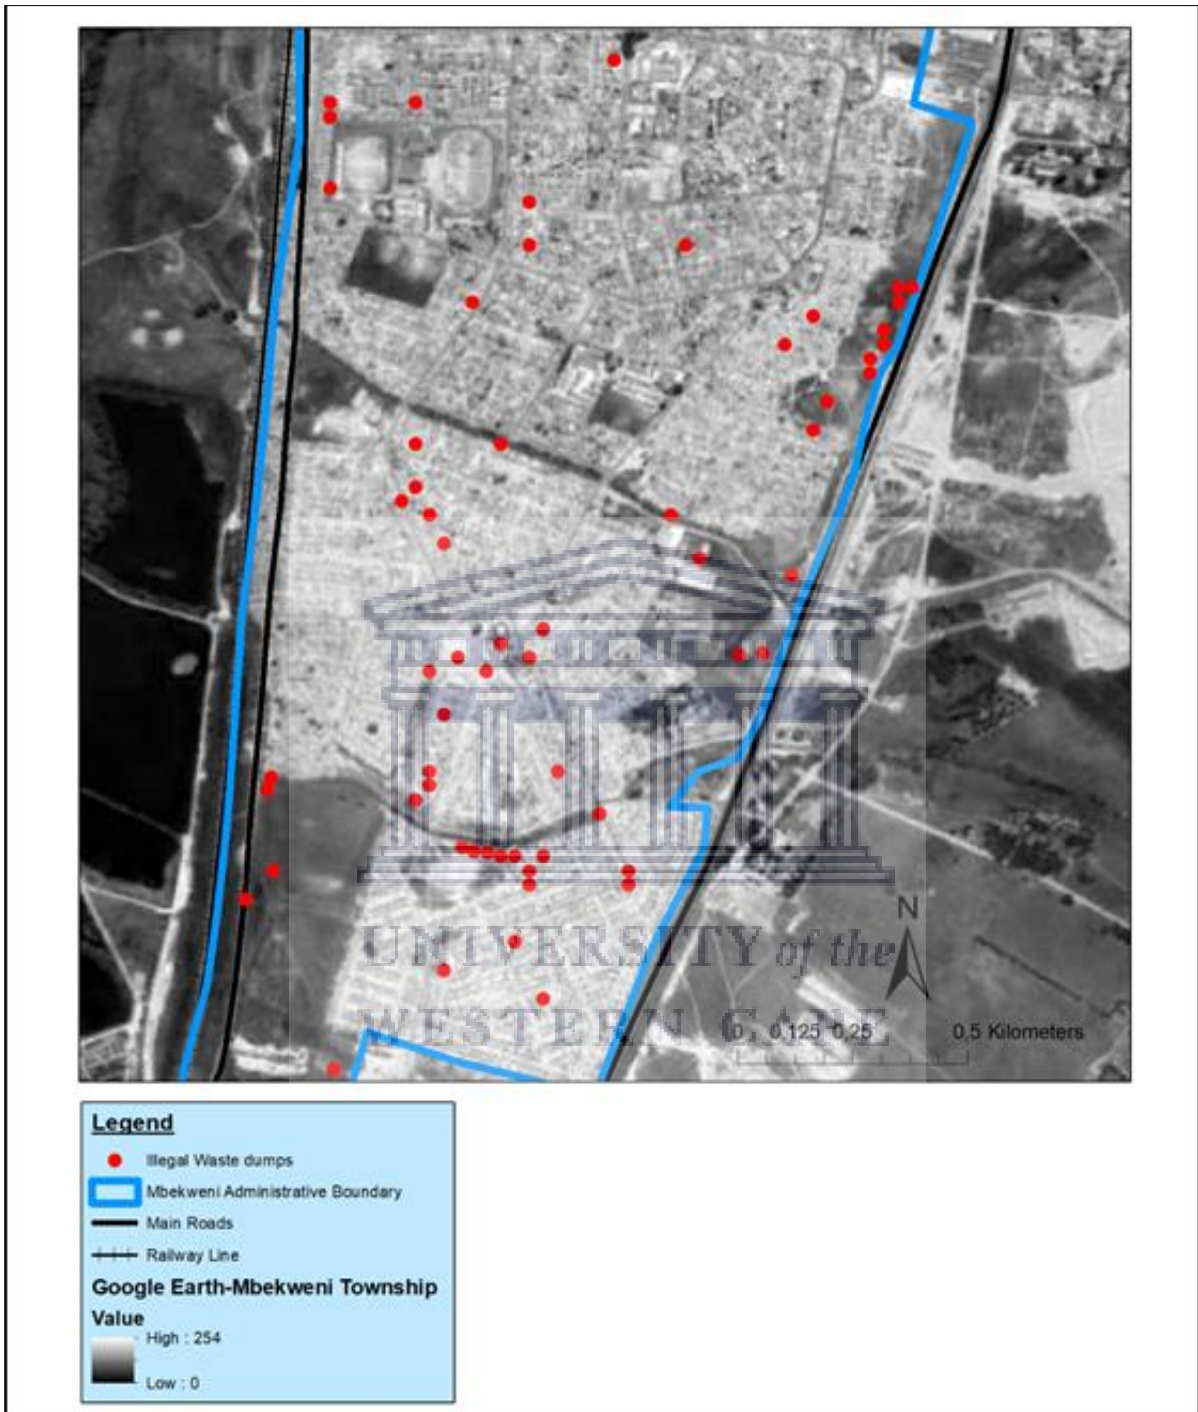 N
0 0,125 0,25 0,5 Kilometers
UNIVERSITY of the
WESTERN CAPE
Legend
Illegal Waste dumps
Mbekweni Administrative Boundary
Main Roads
Railway Line
Google Earth-Mbekweni Township
Value
High : 254
Low : 0